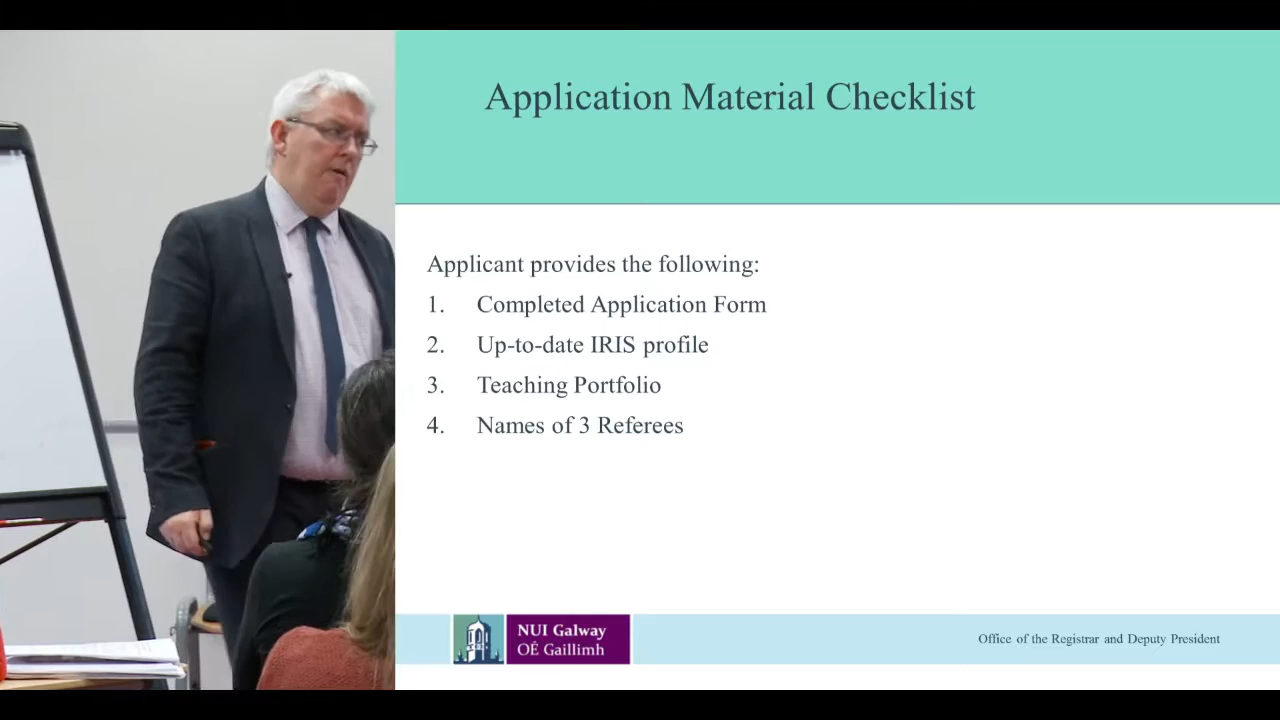 Application Material Checklist
Applicant provides the following:
1. Completed Application Form
2. Up-to-date IRIS profile
3. Teaching Portfolio
4. Names of 3 Referees
NUI Galway
OÉ Gaillimh
Office of the Registrar and Deputy President